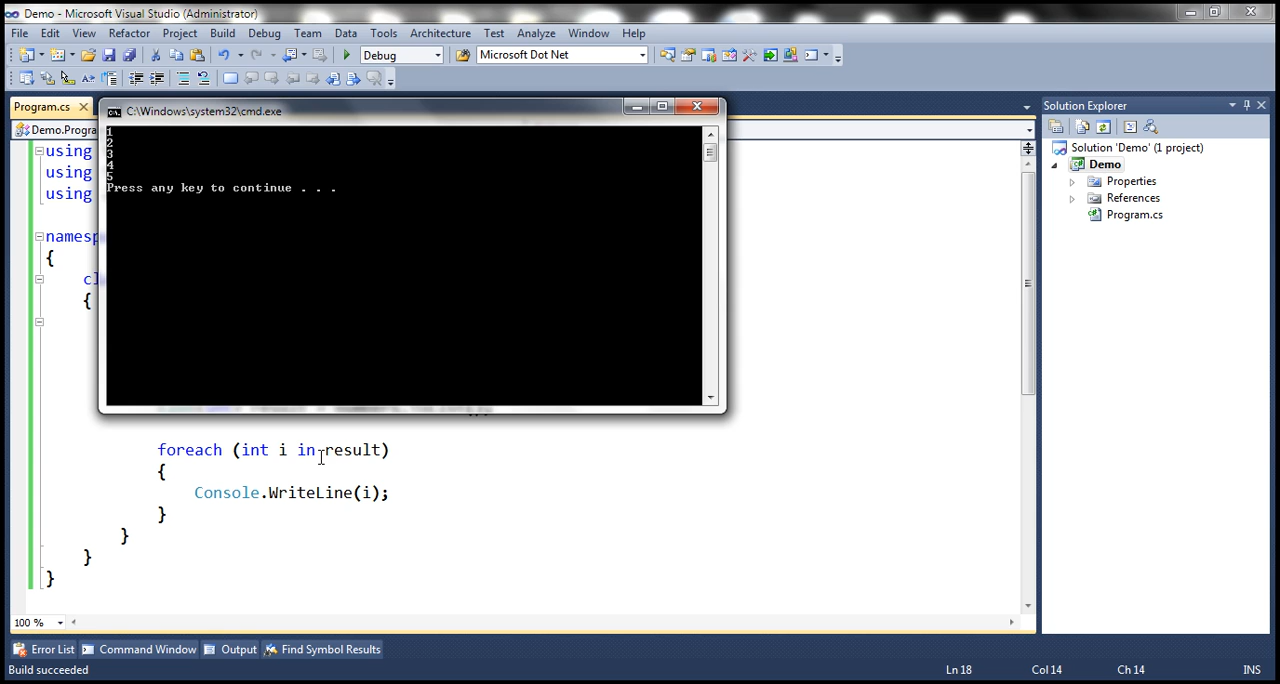 Demo - Microsoft Visual Studio (Administrator)
File Edit View Refactor Project Build Debug Team Data Tools Architecture Test Analyze Window Help
Debug Microsoft Dot Net
Program.cs
Demo.Progra
C:\Windows\system32\cmd.exe
1
2
3
4
5
Press any key to continue . . .
using
using
using
namesp
{
cl
{
foreach (int i in result)
{
Console.WriteLine(i);
}
}
}
}
100 %
Solution Explorer
Solution 'Demo' (1 project)
Demo
Properties
References
Program.cs
Error List Command Window Output Find Symbol Results
Build succeeded Ln 18 Col 14 Ch 14 INS